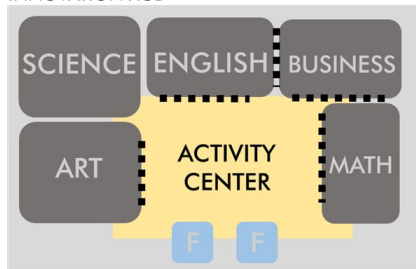 SCIENCE
ENGLISH
BUSINESS
ART
ACTIVITY
CENTER
MATH
F F